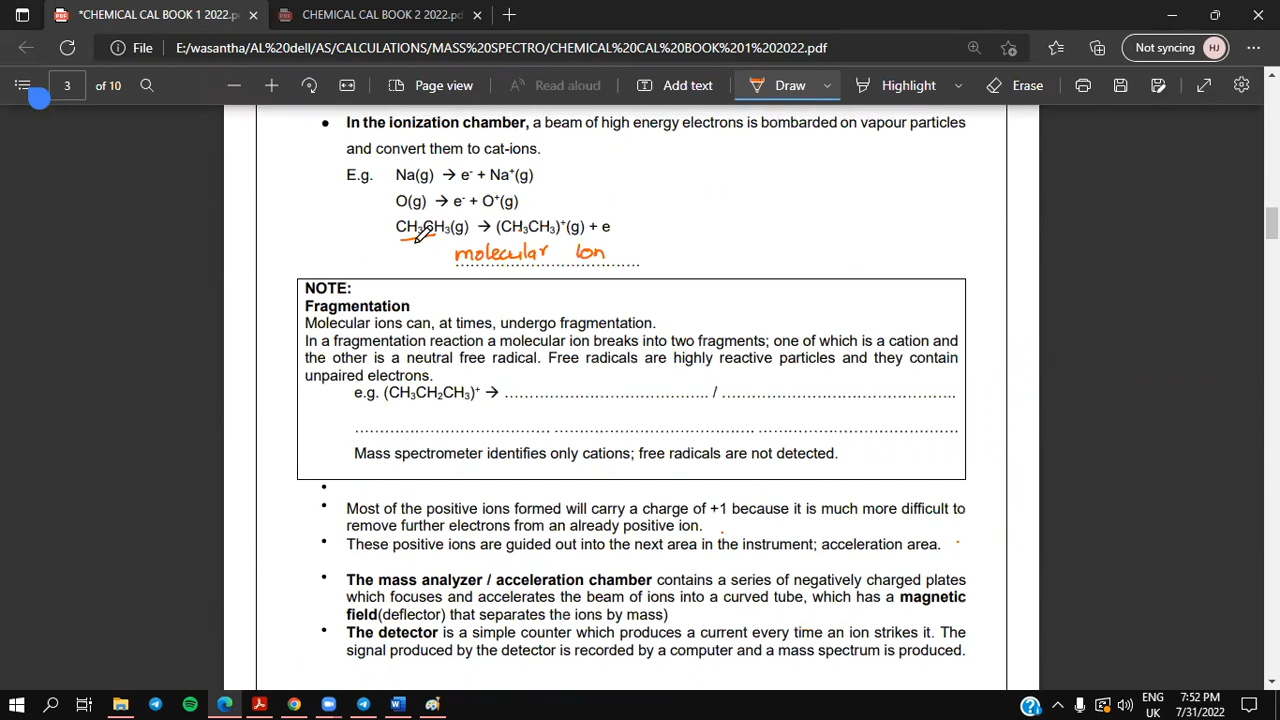 *CHEMICAL CAL BOOK 1 2022.p
CHEMICAL CAL BOOK 2 2022.pd
File E:/wasantha/AL%20dell/AS/CALCULATIONS/MASS%20SPECTRO/CHEMICAL%20CAL%20BOOK%201%202022.pdf
Not syncing HJ
3 of 10 Page view Read aloud Add text Draw Highlight Erase
• In the ionization chamber, a beam of high energy electrons is bombarded on vapour particles
and convert them to cat-ions.
E.g. Na(g) → e⁻ + Na⁺(g)
O(g) → e⁻ + O⁺(g)
CH₃CH₃(g) → (CH₃CH₃)⁺(g) + e
molecular ion
NOTE:
Fragmentation
Molecular ions can, at times, undergo fragmentation.
In a fragmentation reaction a molecular ion breaks into two fragments; one of which is a cation and
the other is a neutral free radical. Free radicals are highly reactive particles and they contain
unpaired electrons.
e.g. (CH₃CH₂CH₃)⁺ → ………………………………….. / …………………………………………..
………………………………… ………………………………… …………………………………
Mass spectrometer identifies only cations; free radicals are not detected.
•
• Most of the positive ions formed will carry a charge of +1 because it is much more difficult to
remove further electrons from an already positive ion.
• These positive ions are guided out into the next area in the instrument; acceleration area.
• The mass analyzer / acceleration chamber contains a series of negatively charged plates
which focuses and accelerates the beam of ions into a curved tube, which has a magnetic
field(deflector) that separates the ions by mass)
• The detector is a simple counter which produces a current every time an ion strikes it. The
signal produced by the detector is recorded by a computer and a mass spectrum is produced.
ENG
UK
7:52 PM
7/31/2022